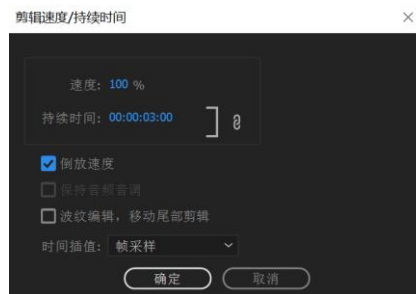 剪辑速度/持续时间
速度: 100 %
持续时间: 00:00:03:00
倒放速度
保持音频音调
波纹编辑，移动尾部剪辑
时间插值: 帧采样
确定 取消